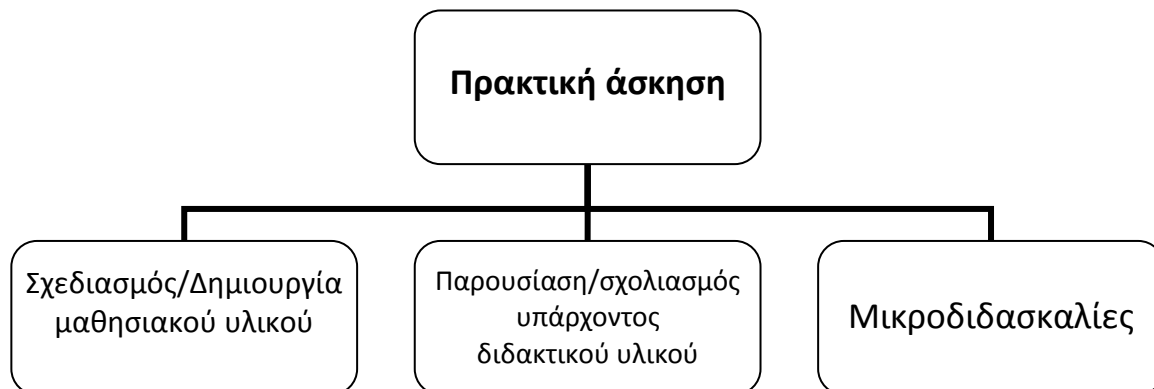 Πρακτική άσκηση
Σχεδιασμός/Δημιουργία
μαθησιακού υλικού
Παρουσίαση/σχολιασμός
υπάρχοντος
διδακτικού υλικού
Μικροδιδασκαλίες